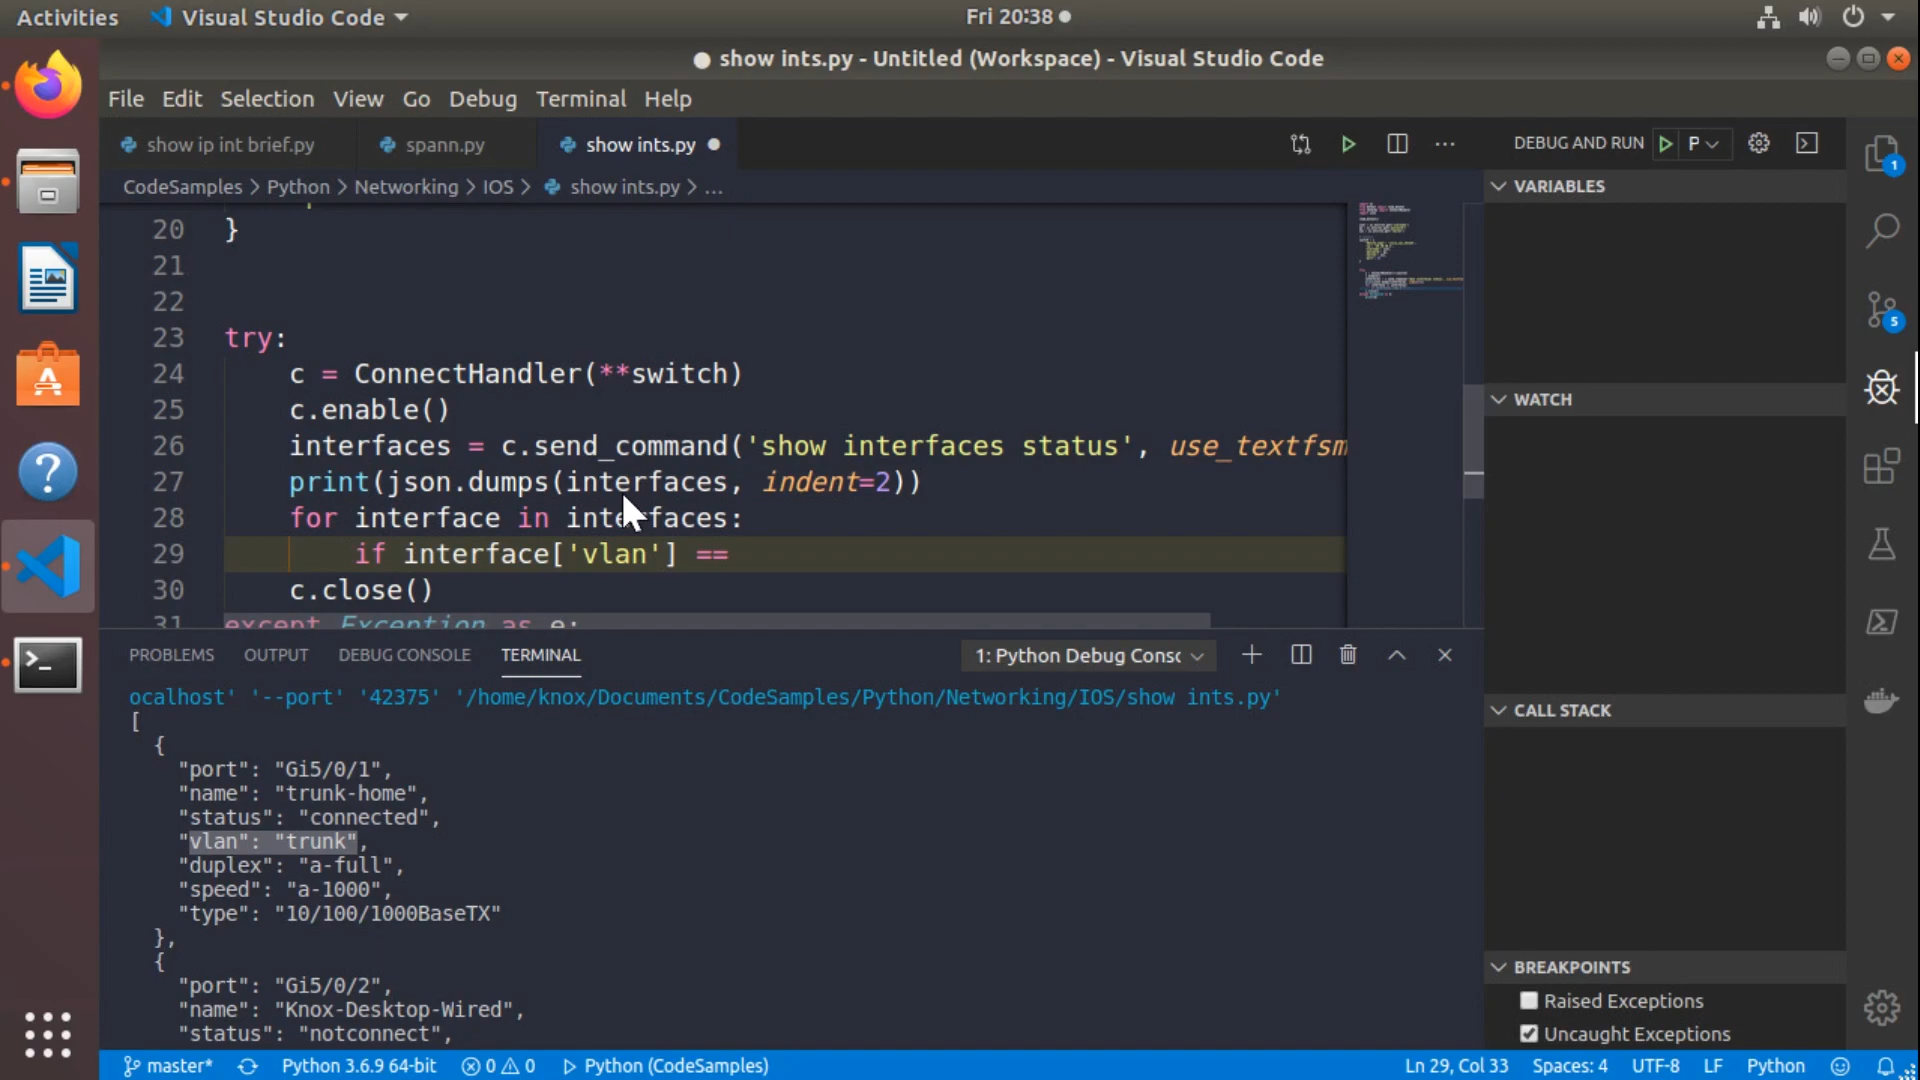 Activities Visual Studio Code Fri 20:38
show ints.py - Untitled (Workspace) - Visual Studio Code
File Edit Selection View Go Debug Terminal Help
show ip int brief.py spann.py show ints.py DEBUG AND RUN P
CodeSamples > Python > Networking > IOS > show ints.py > ...
VARIABLES
20 }
21
22
23 try:
24 c = ConnectHandler(**switch)
25 c.enable()
26 interfaces = c.send_command('show interfaces status', use_textfsm
27 print(json.dumps(interfaces, indent=2))
28 for interface in interfaces:
29 if interface['vlan'] ==
30 c.close()
31 except Exception as e:
WATCH
CALL STACK
BREAKPOINTS
Raised Exceptions
Uncaught Exceptions
1
5
PROBLEMS OUTPUT DEBUG CONSOLE TERMINAL 1: Python Debug Consc
ocalhost' '--port' '42375' '/home/knox/Documents/CodeSamples/Python/Networking/IOS/show ints.py'
[
{
"port": "Gi5/0/1",
"name": "trunk-home",
"status": "connected",
"vlan": "trunk",
"duplex": "a-full",
"speed": "a-1000",
"type": "10/100/1000BaseTX"
},
{
"port": "Gi5/0/2",
"name": "Knox-Desktop-Wired",
"status": "notconnect",
master* Python 3.6.9 64-bit 0 0 Python (CodeSamples) Ln 29, Col 33 Spaces: 4 UTF-8 LF Python